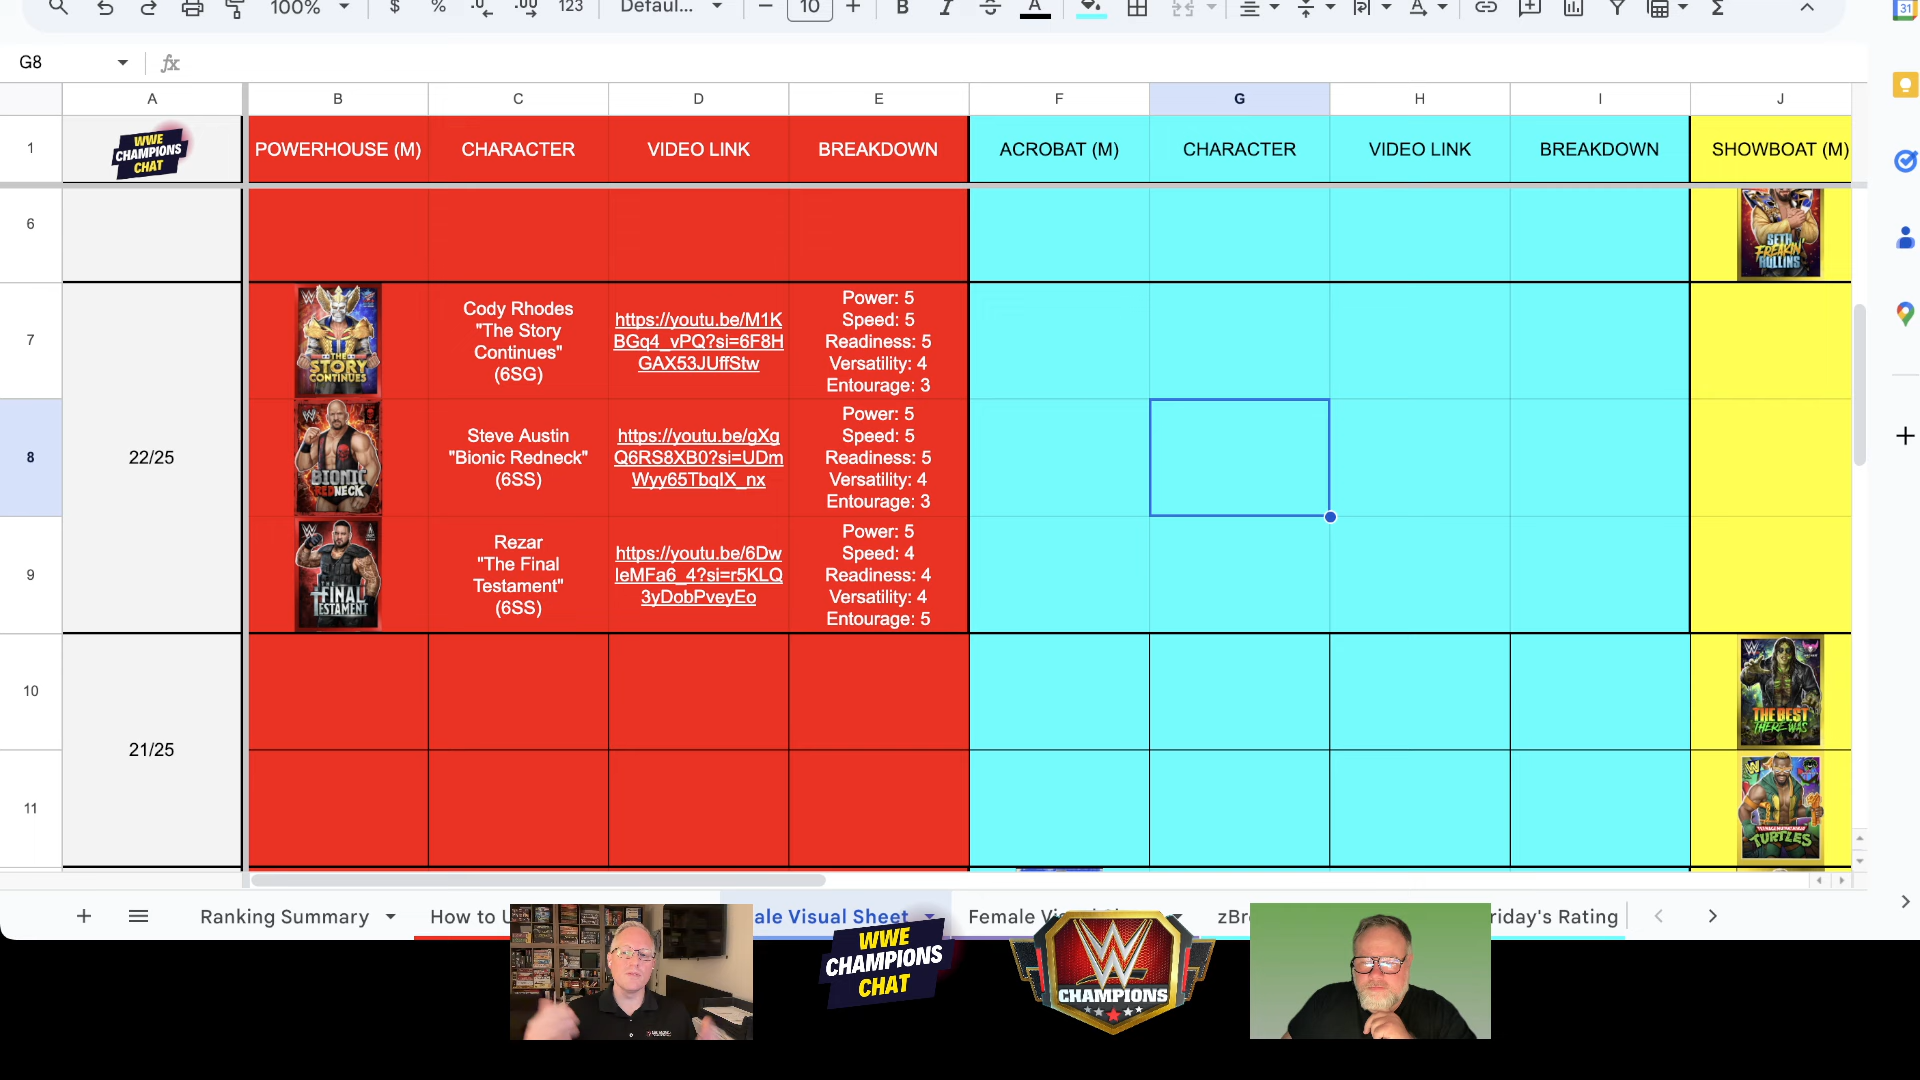 100%
$
%
.0
.00
123
Defaul...
10
B
I
A
Σ
31
G8
fx
A
B
C
D
E
F
G
H
I
J
1
WWE
CHAMPIONS
CHAT
POWERHOUSE (M)
CHARACTER
VIDEO LINK
BREAKDOWN
ACROBAT (M)
CHARACTER
VIDEO LINK
BREAKDOWN
SHOWBOAT (M)
6
SETH
FREAKIN'
ROLLINS
7
THE
STORY
CONTINUES
Cody Rhodes
"The Story
Continues"
(6SG)
https://youtu.be/M1K
BGq4_vPQ?si=6F8H
GAX53JUffStw
Power: 5
Speed: 5
Readiness: 5
Versatility: 4
Entourage: 3
8
22/25
BIONIC
REDNECK
Steve Austin
"Bionic Redneck"
(6SS)
https://youtu.be/gXg
Q6RS8XB0?si=UDm
Wyy65TbqIX_nx
Power: 5
Speed: 5
Readiness: 5
Versatility: 4
Entourage: 3
9
FINAL
TESTAMENT
Rezar
"The Final
Testament"
(6SS)
https://youtu.be/6Dw
IeMFa6_4?si=r5KLQ
3yDobPveyEo
Power: 5
Speed: 4
Readiness: 4
Versatility: 4
Entourage: 5
10
21/25
THE BEST
THERE WAS
11
TURTLES
Ranking Summary
How to U
ale Visual Sheet
Female Vi
zBr
riday's Rating
WWE
CHAMPIONS
CHAT
W
CHAMPIONS